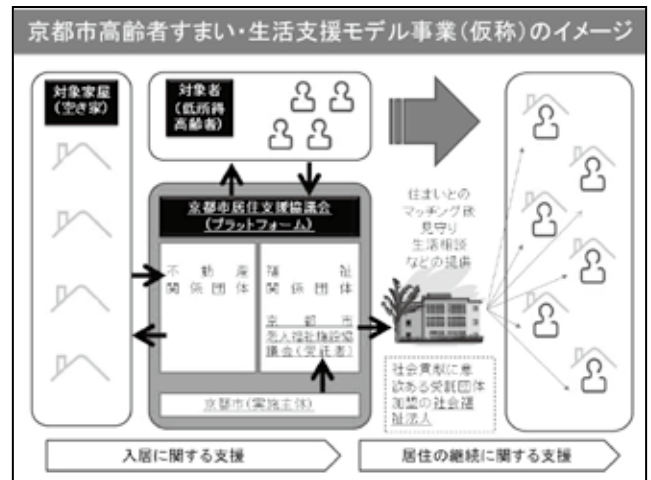 京都市高齢者すまい・生活支援モデル事業(仮称)のイメージ
対象家屋
(空き家)
対象者
(低所得
高齢者)
京都市居住支援協議会
(プラットフォーム)
不動産
関係団体
福祉
関係団体
京都市
老人福祉施設協
議会(受託者)
京都市(実施主体)
住まいとの
マッチング後
見守り
生活相談
などの提供
社会貢献に意
欲ある受託団体
加盟の社会福
祉法人
入居に関する支援
居住の継続に関する支援